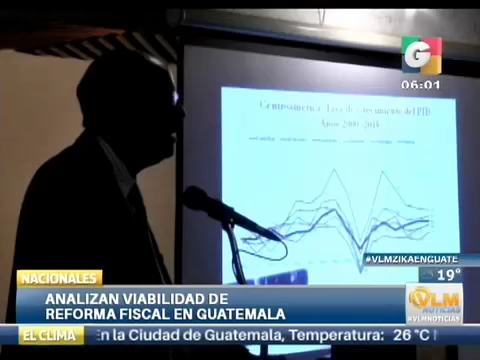 G
06:01
Centroamérica: Tasa de crecimiento del PIB
Años 2000-2014
#VLMZIKAENGUATE
19°
NACIONALES
ANALIZAN VIABILIDAD DE
REFORMA FISCAL EN GUATEMALA
VLM
NOTICIAS
#VLMNOTICIAS
EL CLIMA
en la Ciudad de Guatemala, Temperatura: 26 °C